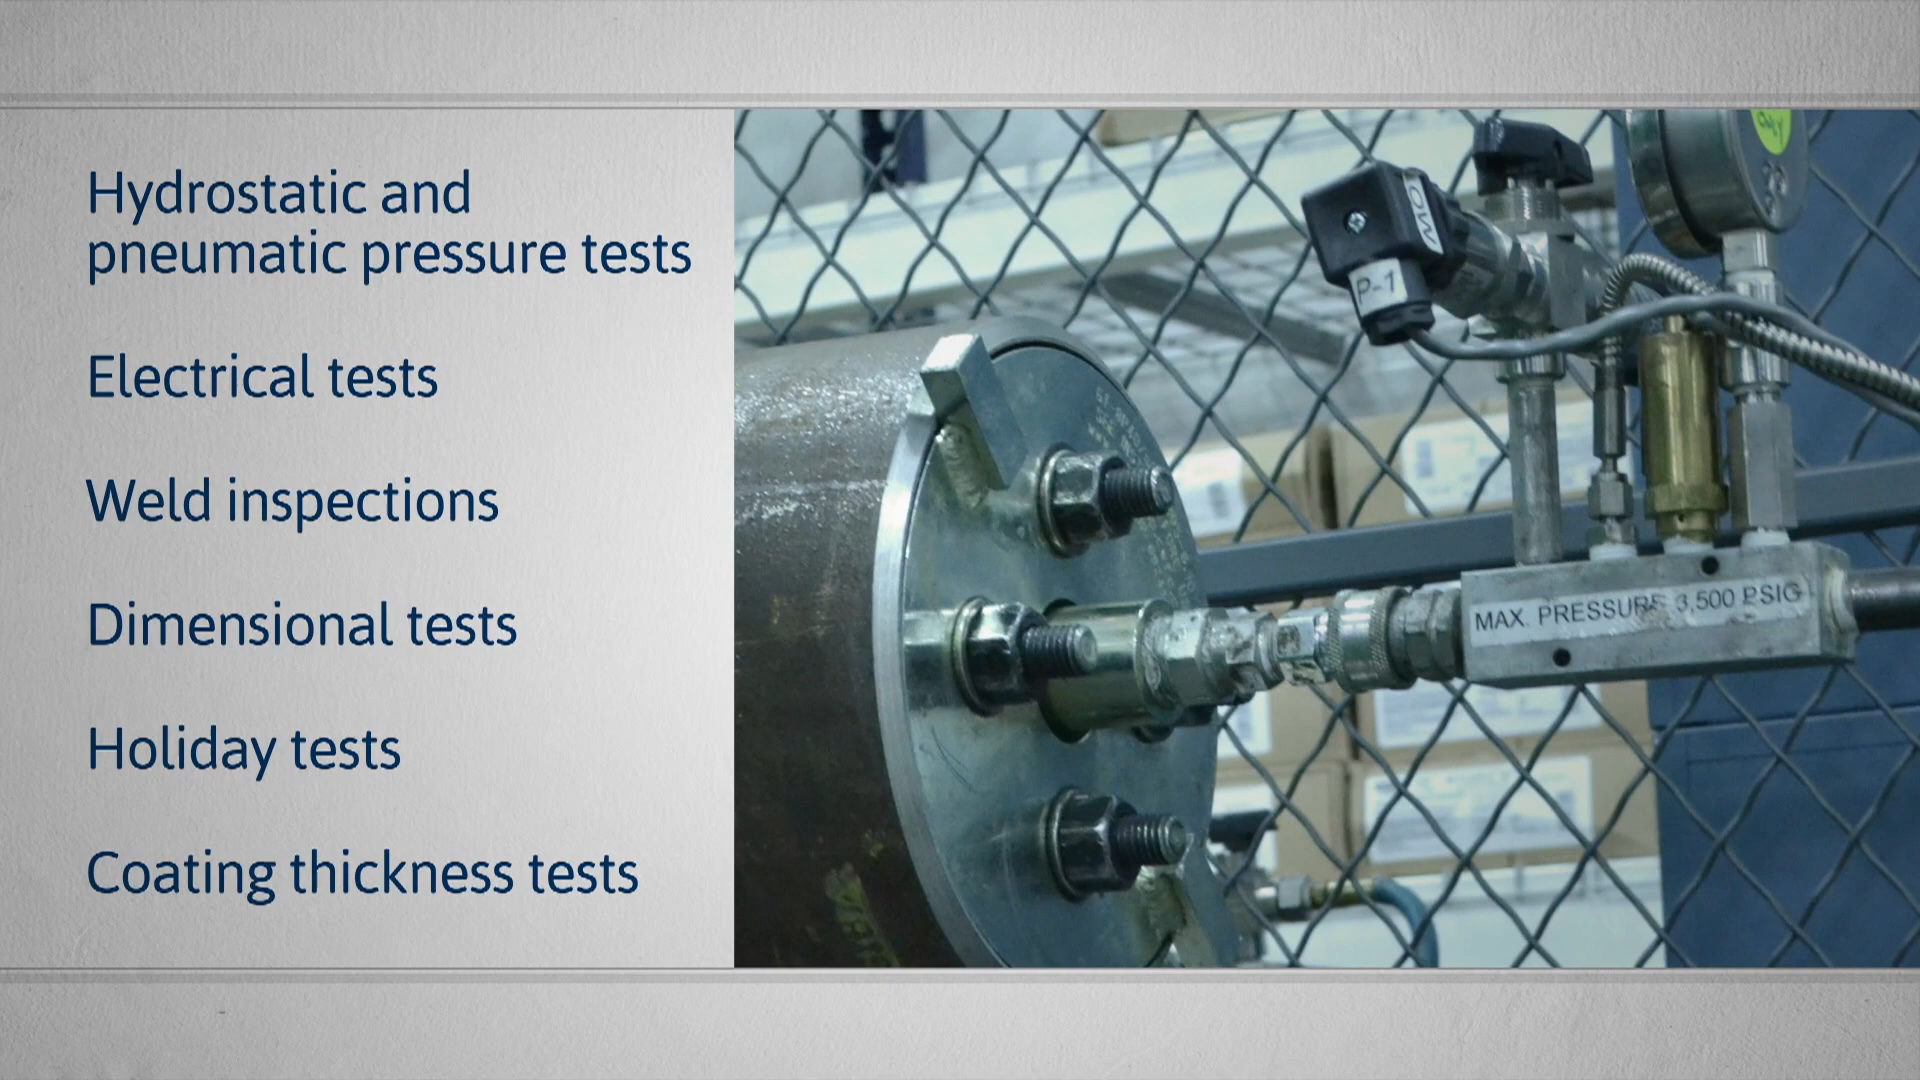 Hydrostatic and
pneumatic pressure tests
Electrical tests
Weld inspections
Dimensional tests
Holiday tests
Coating thickness tests
OMO
P-1
MAX. PRESSURE 3,500 PSIG